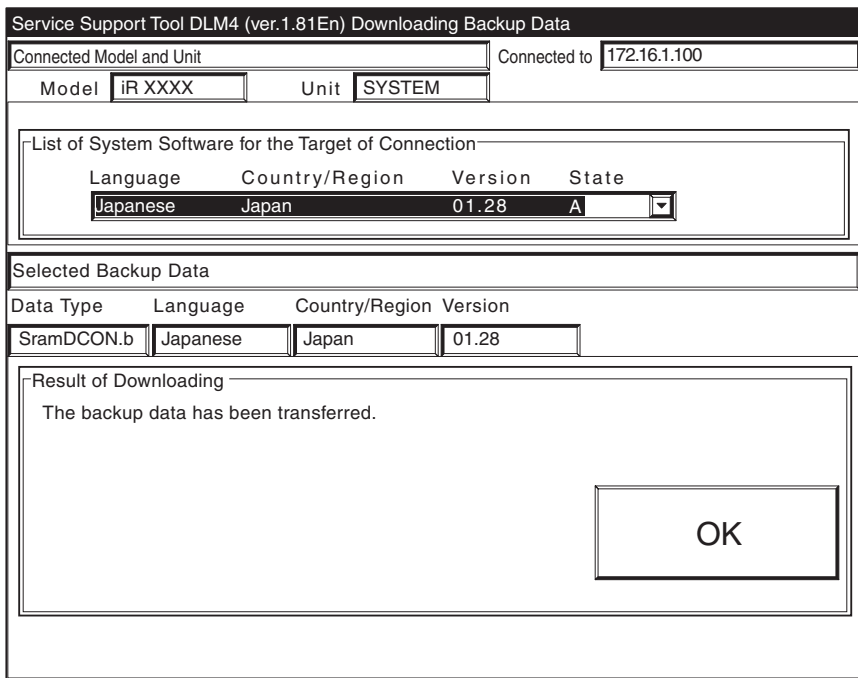 Service Support Tool DLM4 (ver.1.81En) Downloading Backup Data
Connected Model and Unit Connected to 172.16.1.100
Model iR XXXX Unit SYSTEM
List of System Software for the Target of Connection
Language Country/Region Version State
Japanese Japan 01.28 A
Selected Backup Data
Data Type Language Country/Region Version
SramDCON.b Japanese Japan 01.28
Result of Downloading
The backup data has been transferred.
OK